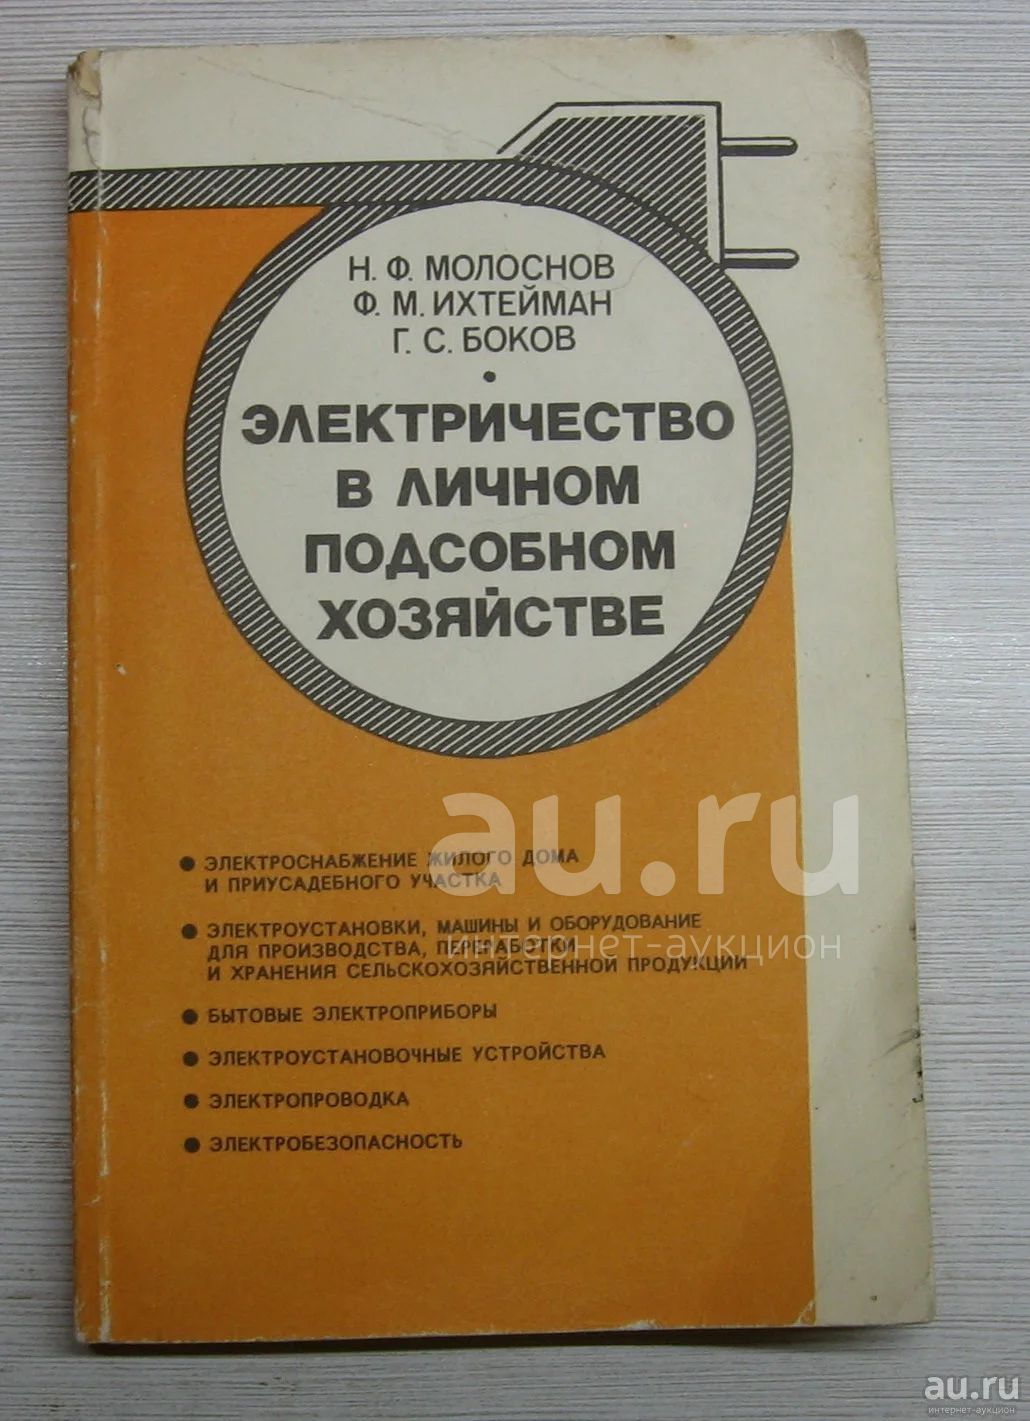 Н. Ф. МОЛОСНОВ
Ф. М. ИХТЕЙМАН
Г. С. БОКОВ
•
ЭЛЕКТРИЧЕСТВО
В ЛИЧНОМ
ПОДСОБНОМ
ХОЗЯЙСТВЕ
au.ru
интернет-аукцион
● ЭЛЕКТРОСНАБЖЕНИЕ ЖИЛОГО ДОМА
И ПРИУСАДЕБНОГО УЧАСТКА
● ЭЛЕКТРОУСТАНОВКИ, МАШИНЫ И ОБОРУДОВАНИЕ
ДЛЯ ПРОИЗВОДСТВА, ПЕРЕРАБОТКИ
И ХРАНЕНИЯ СЕЛЬСКОХОЗЯЙСТВЕННОЙ ПРОДУКЦИИ
● БЫТОВЫЕ ЭЛЕКТРОПРИБОРЫ
● ЭЛЕКТРОУСТАНОВОЧНЫЕ УСТРОЙСТВА
● ЭЛЕКТРОПРОВОДКА
● ЭЛЕКТРОБЕЗОПАСНОСТЬ
au.ru
интернет-аукцион